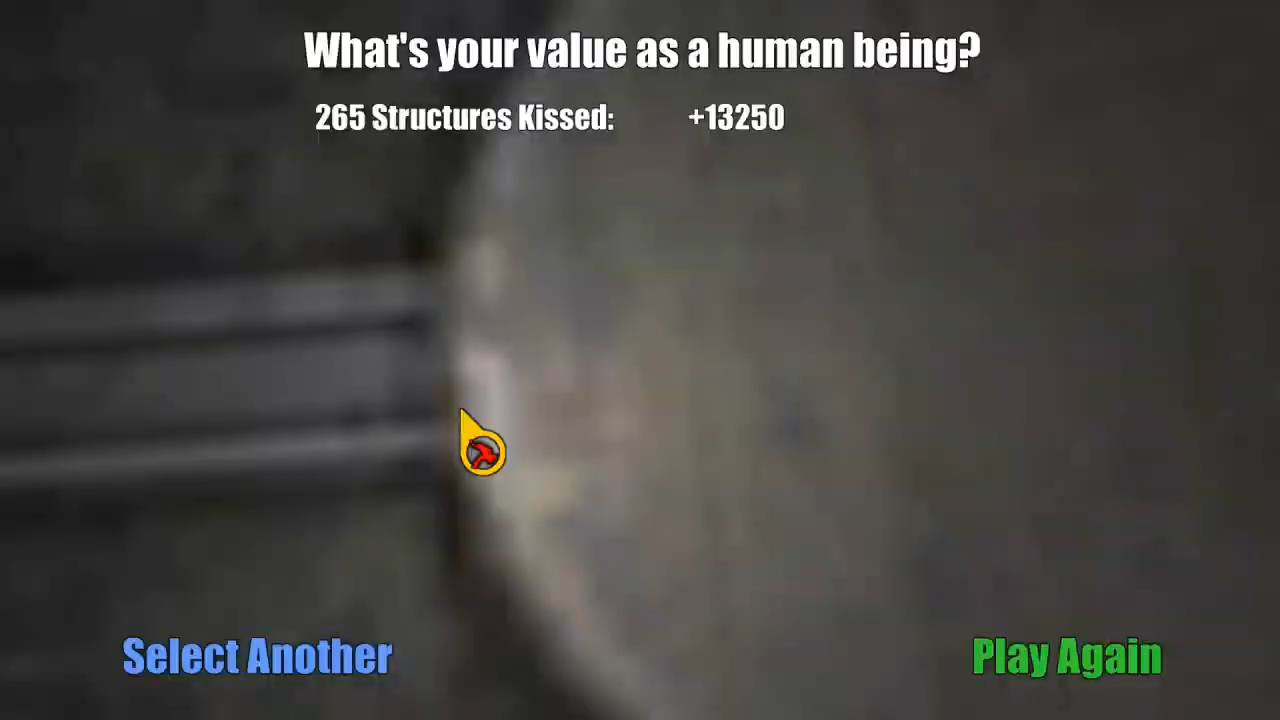 What's your value as a human being?
265 Structures Kissed: +13250
Select Another
Play Again